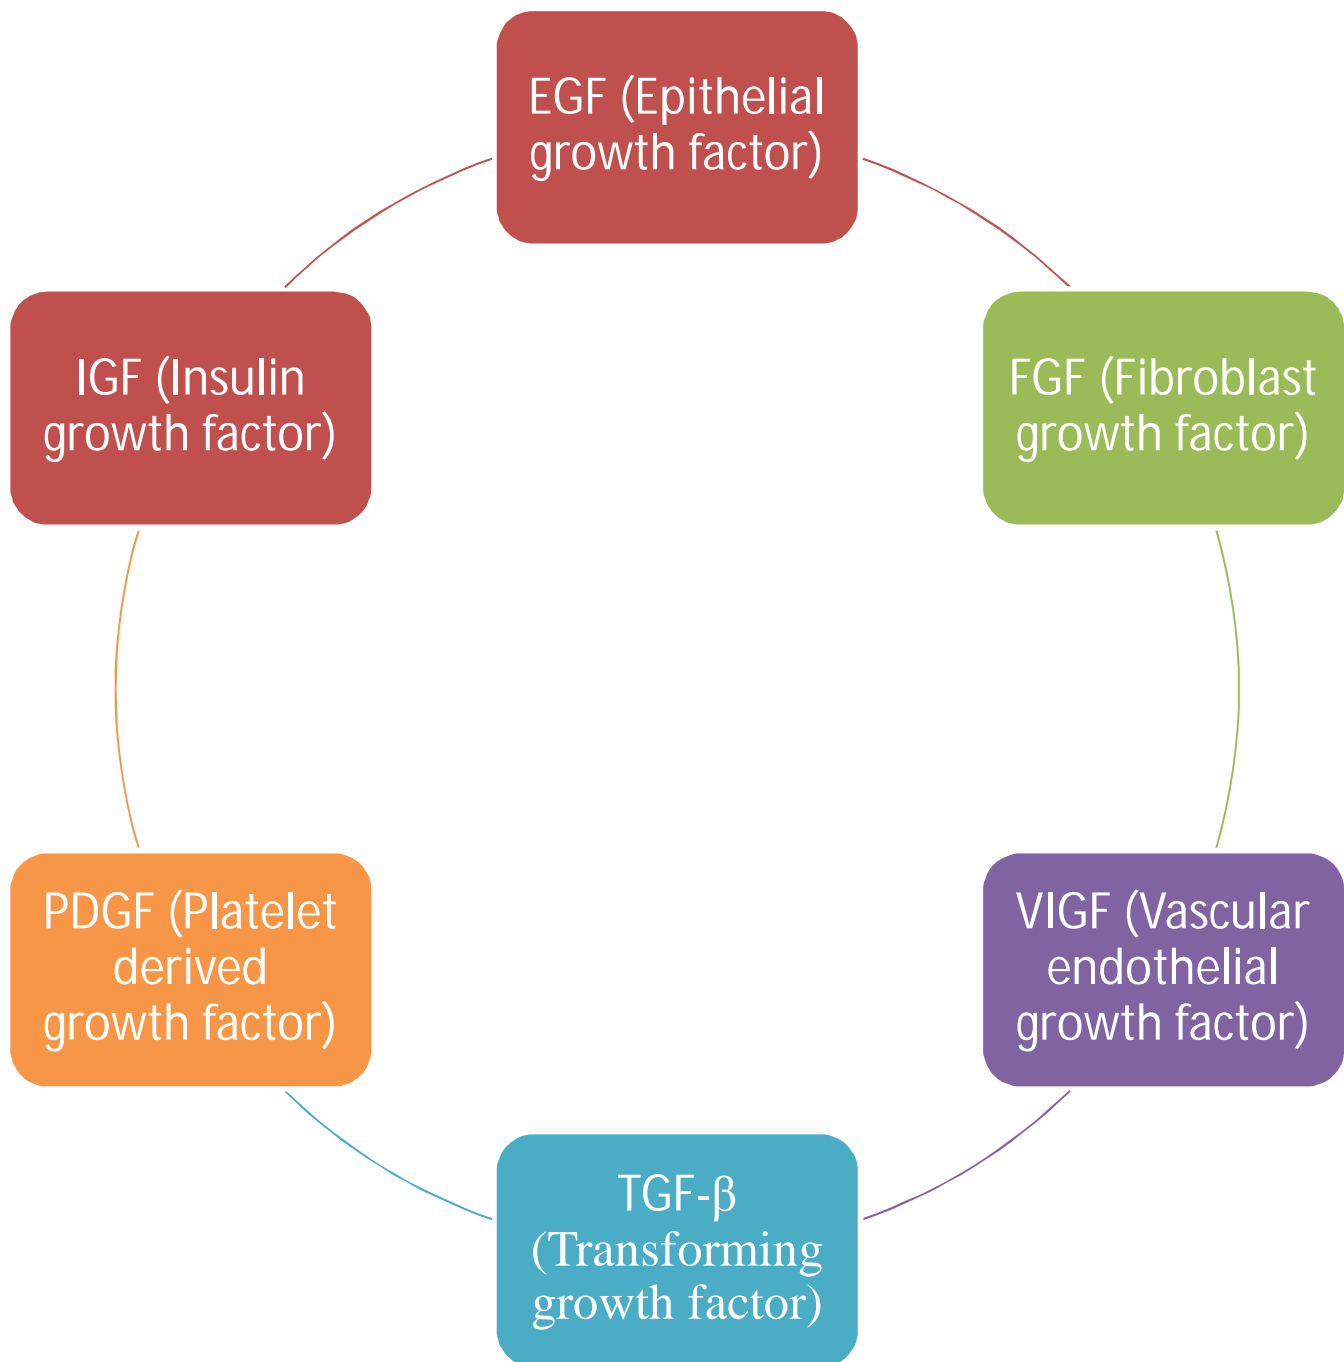 EGF (Epithelial
growth factor)
IGF (Insulin
growth factor)
FGF (Fibroblast
growth factor)
PDGF (Platelet
derived
growth factor)
VIGF (Vascular
endothelial
growth factor)
TGF-β
(Transforming
growth factor)